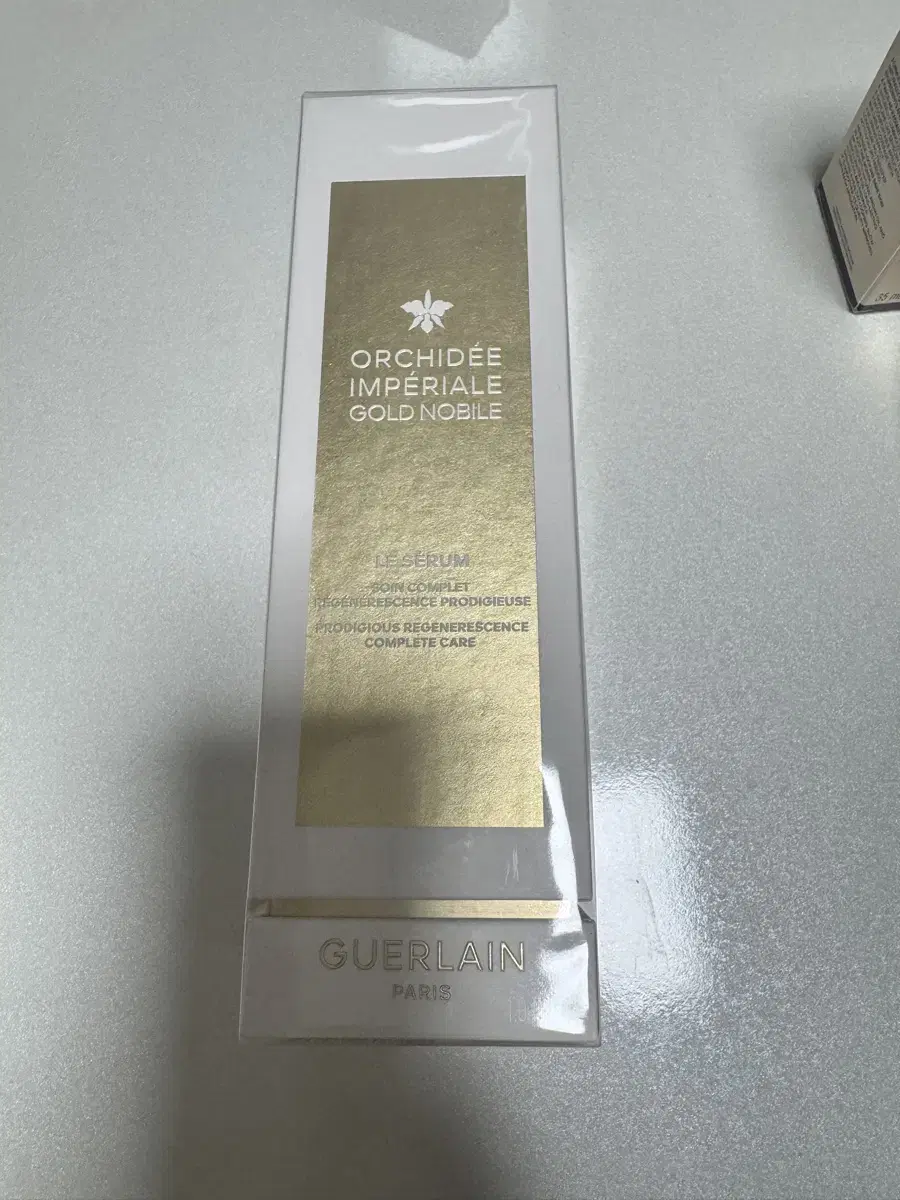 ORCHIDÉE
IMPÉRIALE
GOLD NOBILE
LE SÉRUM
SOIN COMPLET
RÉGÉNÉRESCENCE PRODIGIEUSE
PRODIGIOUS REGENERESCENCE
COMPLETE CARE
GUERLAIN
PARIS